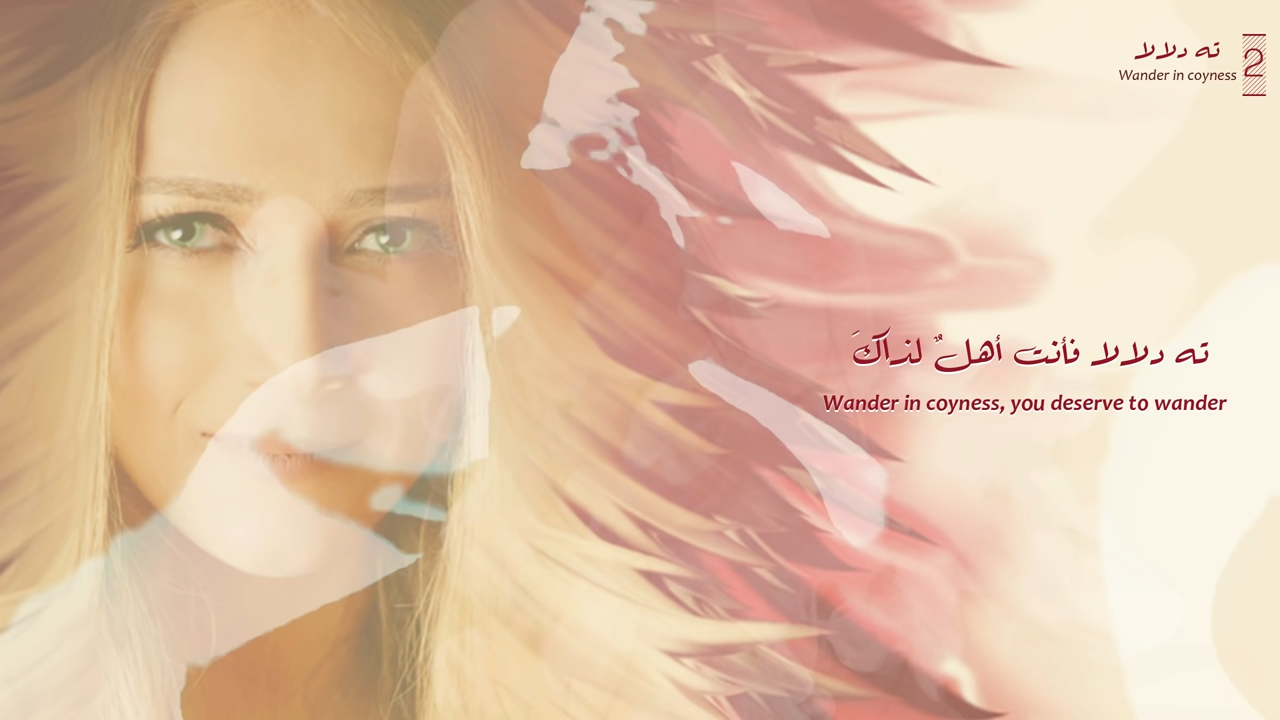 ته دلالا
Wander in coyness
2
ته دلالا فأنت أهلٌ لذاكَ
Wander in coyness, you deserve to wander